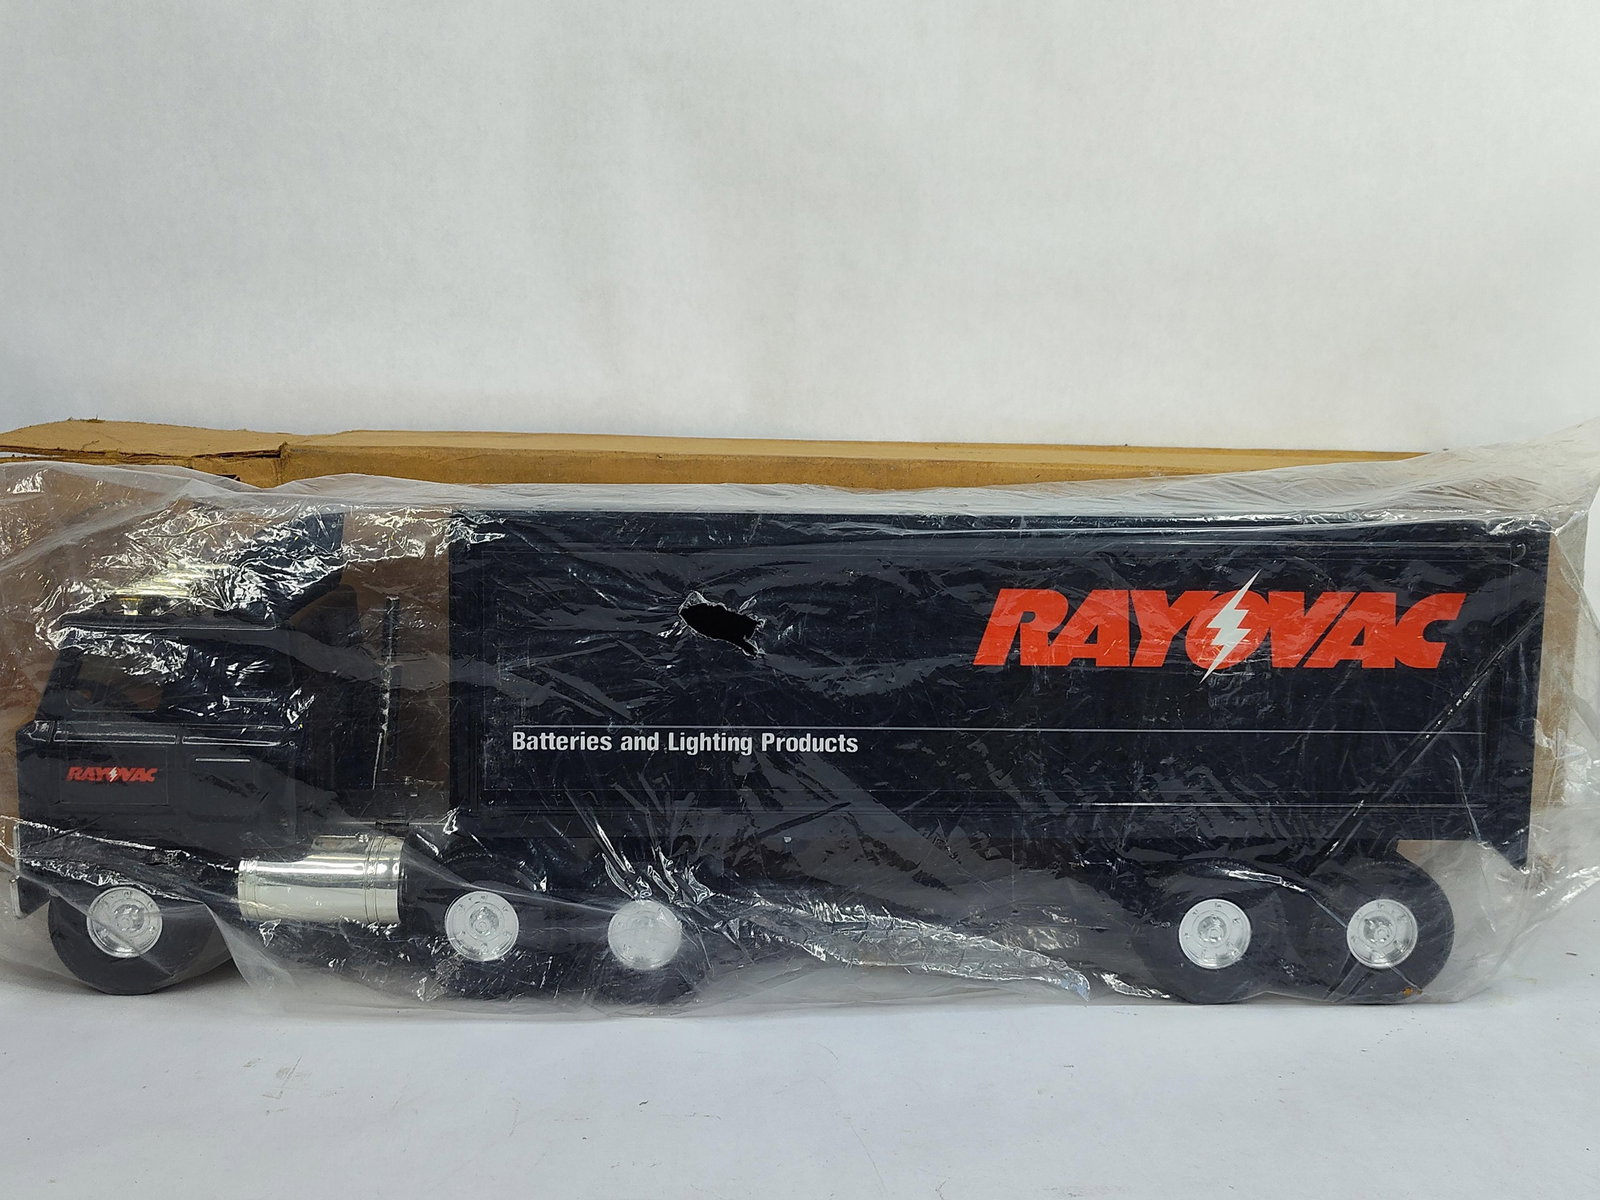 RAYOVAC
Batteries and Lighting Products
RAYOVAC